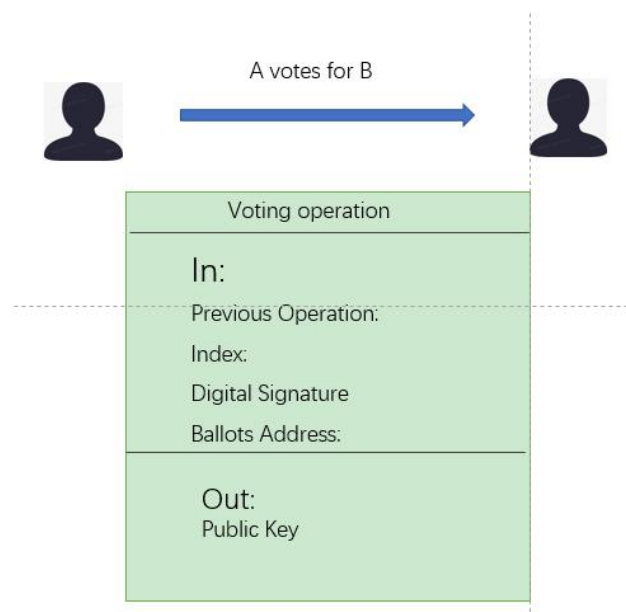 A votes for B
Voting operation
In:
Previous Operation:
Index:
Digital Signature
Ballots Address:
Out:
Public Key